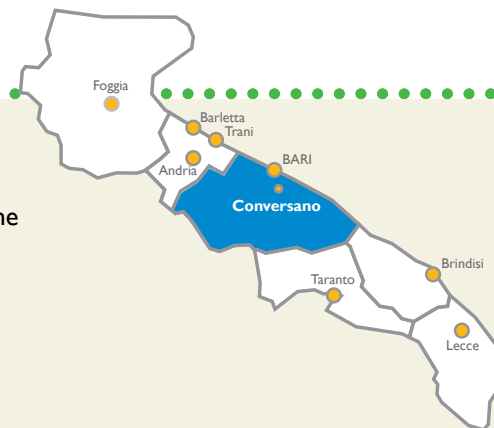 Foggia
Barletta
Trani
BARI
Andria
Conversano
Brindisi
Taranto
Lecce